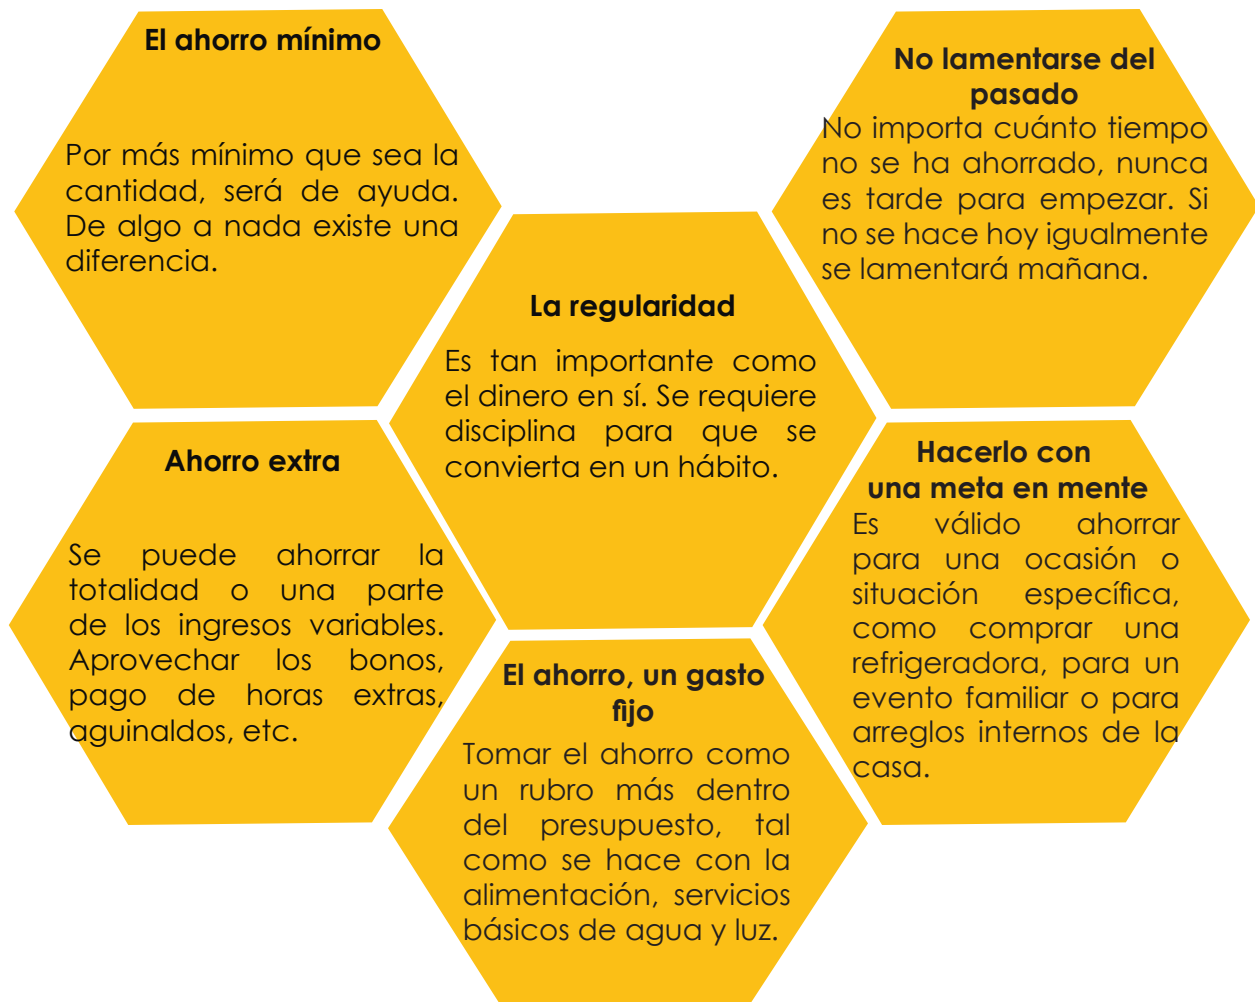 El ahorro mínimo
Por más mínimo que sea la
cantidad, será de ayuda.
De algo a nada existe una
diferencia.
No lamentarse del
pasado
No importa cuánto tiempo
no se ha ahorrado, nunca
es tarde para empezar. Si
no se hace hoy igualmente
se lamentará mañana.
La regularidad
Es tan importante como
el dinero en sí. Se requiere
disciplina para que se
convierta en un hábito.
Ahorro extra
Se puede ahorrar la
totalidad o una parte
de los ingresos variables.
Aprovechar los bonos,
pago de horas extras,
aguinaldos, etc.
Hacerlo con
una meta en mente
Es válido ahorrar
para una ocasión o
situación específica,
como comprar una
refrigeradora, para un
evento familiar o para
arreglos internos de la
casa.
El ahorro, un gasto
fijo
Tomar el ahorro como
un rubro más dentro
del presupuesto, tal
como se hace con la
alimentación, servicios
básicos de agua y luz.